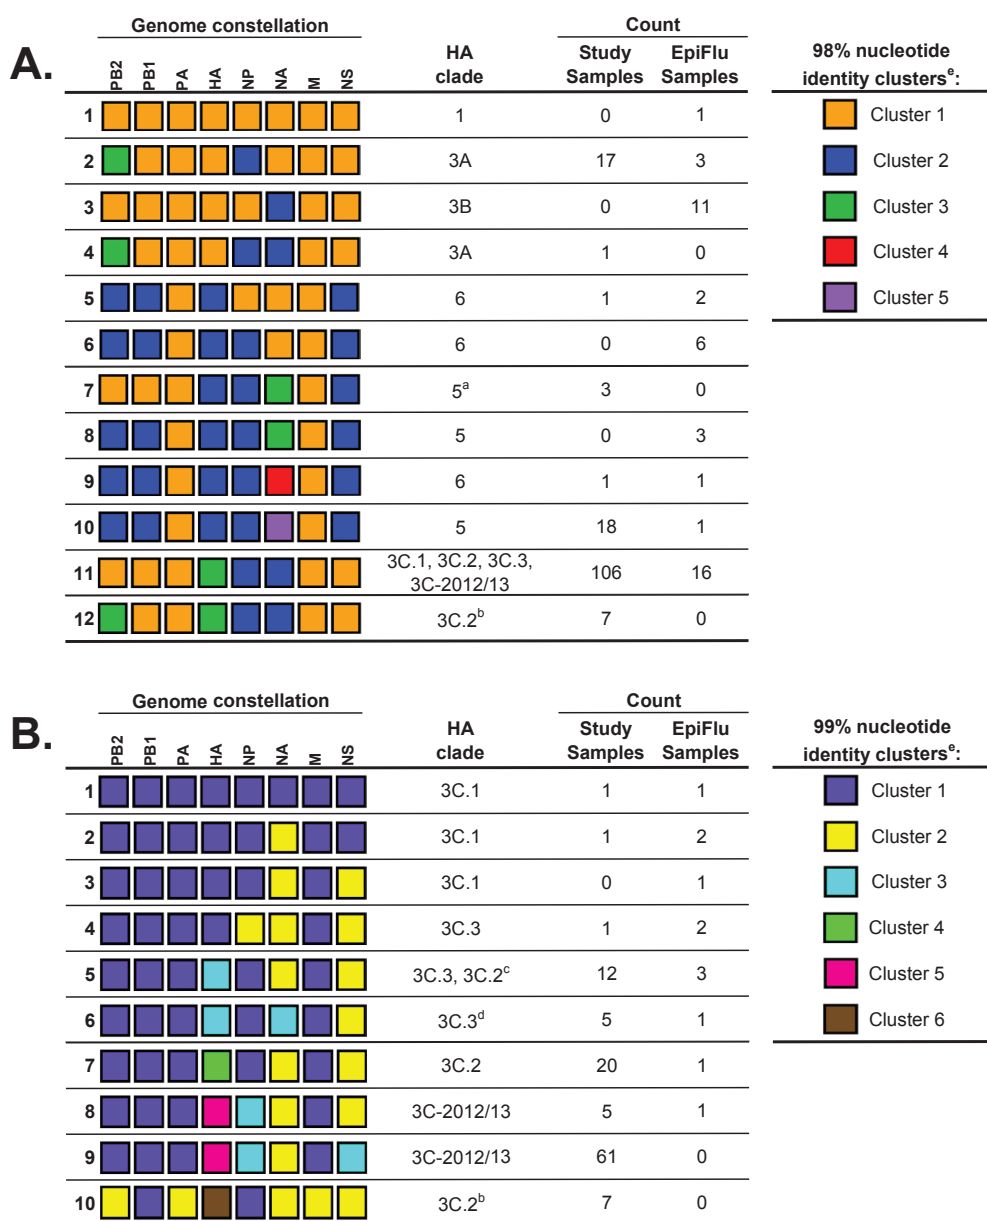 A.
Genome constellation
Count
PB2 PB1 PA HA NP NA M NS
HA clade
Study Samples
EpiFlu Samples
98% nucleotide identity clustersᵉ:
1 1 0 1
2 3A 17 3
3 3B 0 11
4 3A 1 0
5 6 1 2
6 6 0 6
7 5ᵃ 3 0
8 5 0 3
9 6 1 1
10 5 18 1
11 3C.1, 3C.2, 3C.3, 3C-2012/13 106 16
12 3C.2ᵇ 7 0
Cluster 1
Cluster 2
Cluster 3
Cluster 4
Cluster 5
B.
Genome constellation
Count
PB2 PB1 PA HA NP NA M NS
HA clade
Study Samples
EpiFlu Samples
99% nucleotide identity clustersᵉ:
1 3C.1 1 1
2 3C.1 1 2
3 3C.1 0 1
4 3C.3 1 2
5 3C.3, 3C.2ᶜ 12 3
6 3C.3ᵈ 5 1
7 3C.2 20 1
8 3C-2012/13 5 1
9 3C-2012/13 61 0
10 3C.2ᵇ 7 0
Cluster 1
Cluster 2
Cluster 3
Cluster 4
Cluster 5
Cluster 6